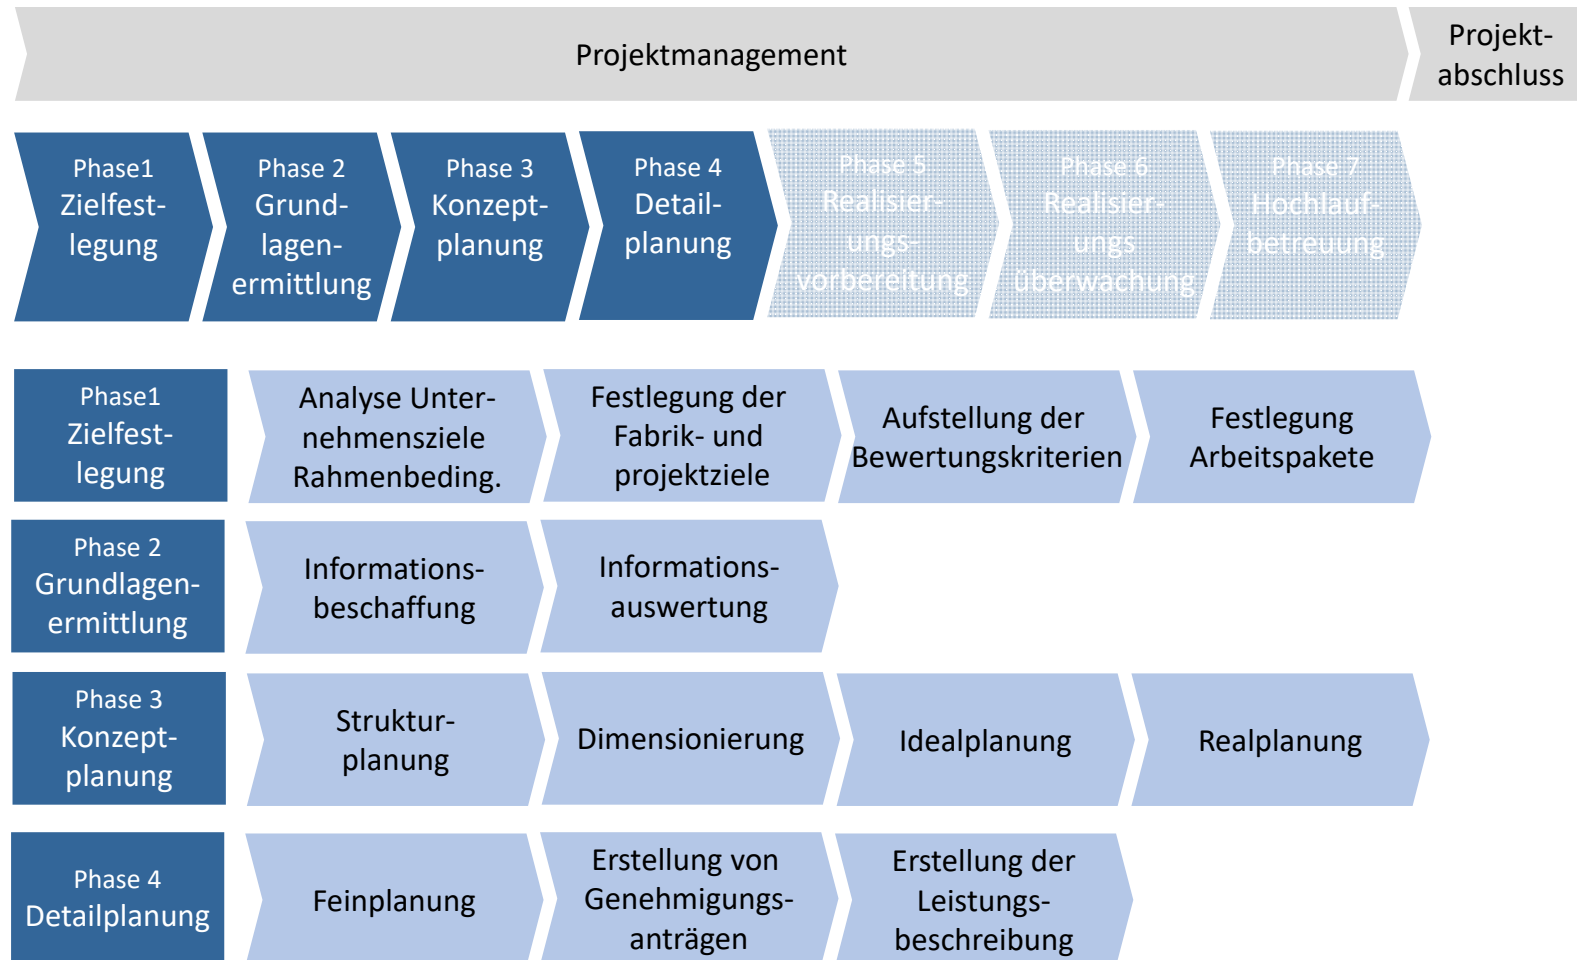 Projektmanagement
Projekt-
abschluss
Phase1
Zielfest-
legung
Phase 2
Grund-
lagen-
ermittlung
Phase 3
Konzept-
planung
Phase 4
Detail-
planung
Phase 5
Realisier-
ungs-
vorbereitung
Phase 6
Realisier-
ungs
überwachung
Phase 7
Hochlauf-
betreuung
Phase1
Zielfest-
legung
Analyse Unter-
nehmensziele
Rahmenbeding.
Festlegung der
Fabrik- und
projektziele
Aufstellung der
Bewertungskriterien
Festlegung
Arbeitspakete
Phase 2
Grundlagen-
ermittlung
Informations-
beschaffung
Informations-
auswertung
Phase 3
Konzept-
planung
Struktur-
planung
Dimensionierung
Idealplanung
Realplanung
Phase 4
Detailplanung
Feinplanung
Erstellung von
Genehmigungs-
anträgen
Erstellung der
Leistungs-
beschreibung